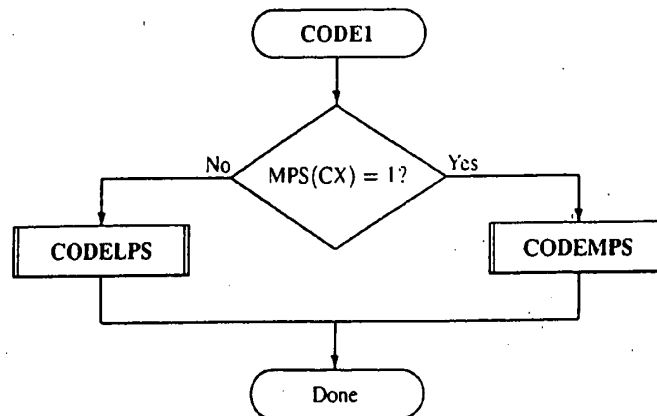 CODE1
No
MPS(CX) = 1?
Yes
CODELPS
CODEMPS
Done